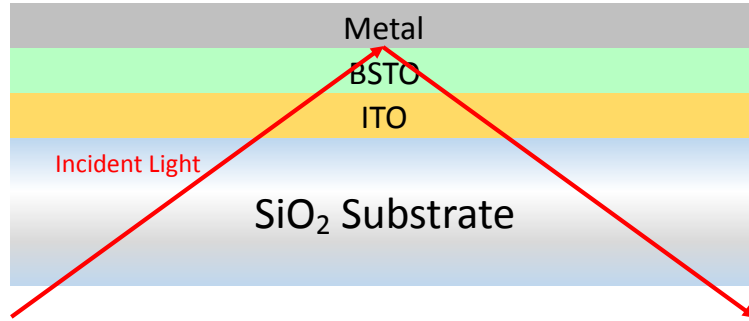 Metal
BSTO
ITO
Incident Light
SiO₂ Substrate